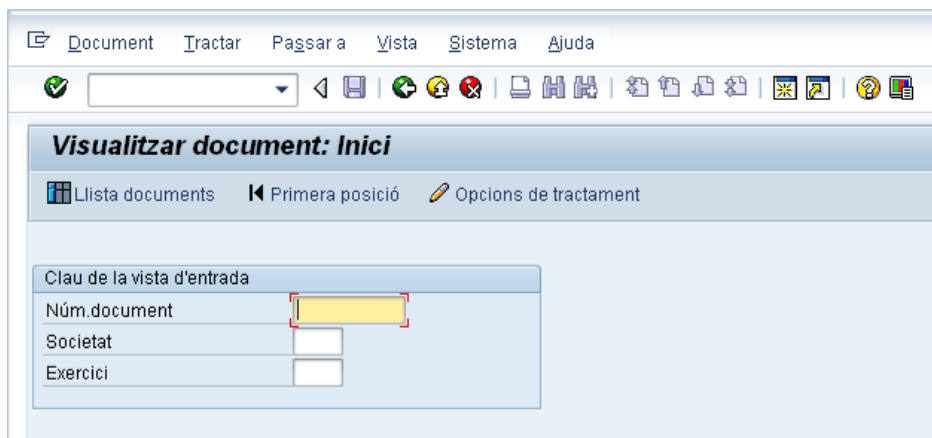 Document Tractar Passar a Vista Sistema Ajuda
Visualitzar document: Inici
Llista documents Primera posició Opcions de tractament
Clau de la vista d'entrada
Núm.document
Societat
Exercici